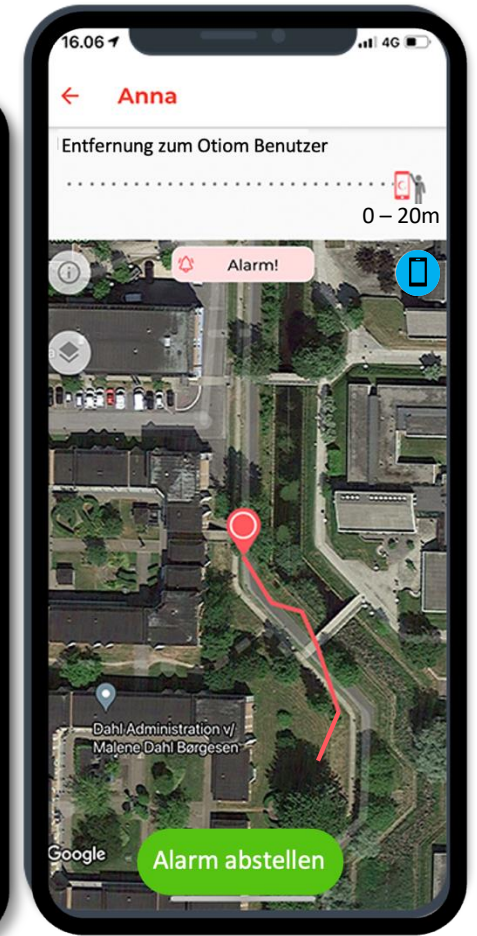 16.06
4G
Anna
Entfernung zum Otiom Benutzer
0 – 20m
Alarm!
Dahl Administration v/
Malene Dahl Børgesen
Google
Alarm abstellen